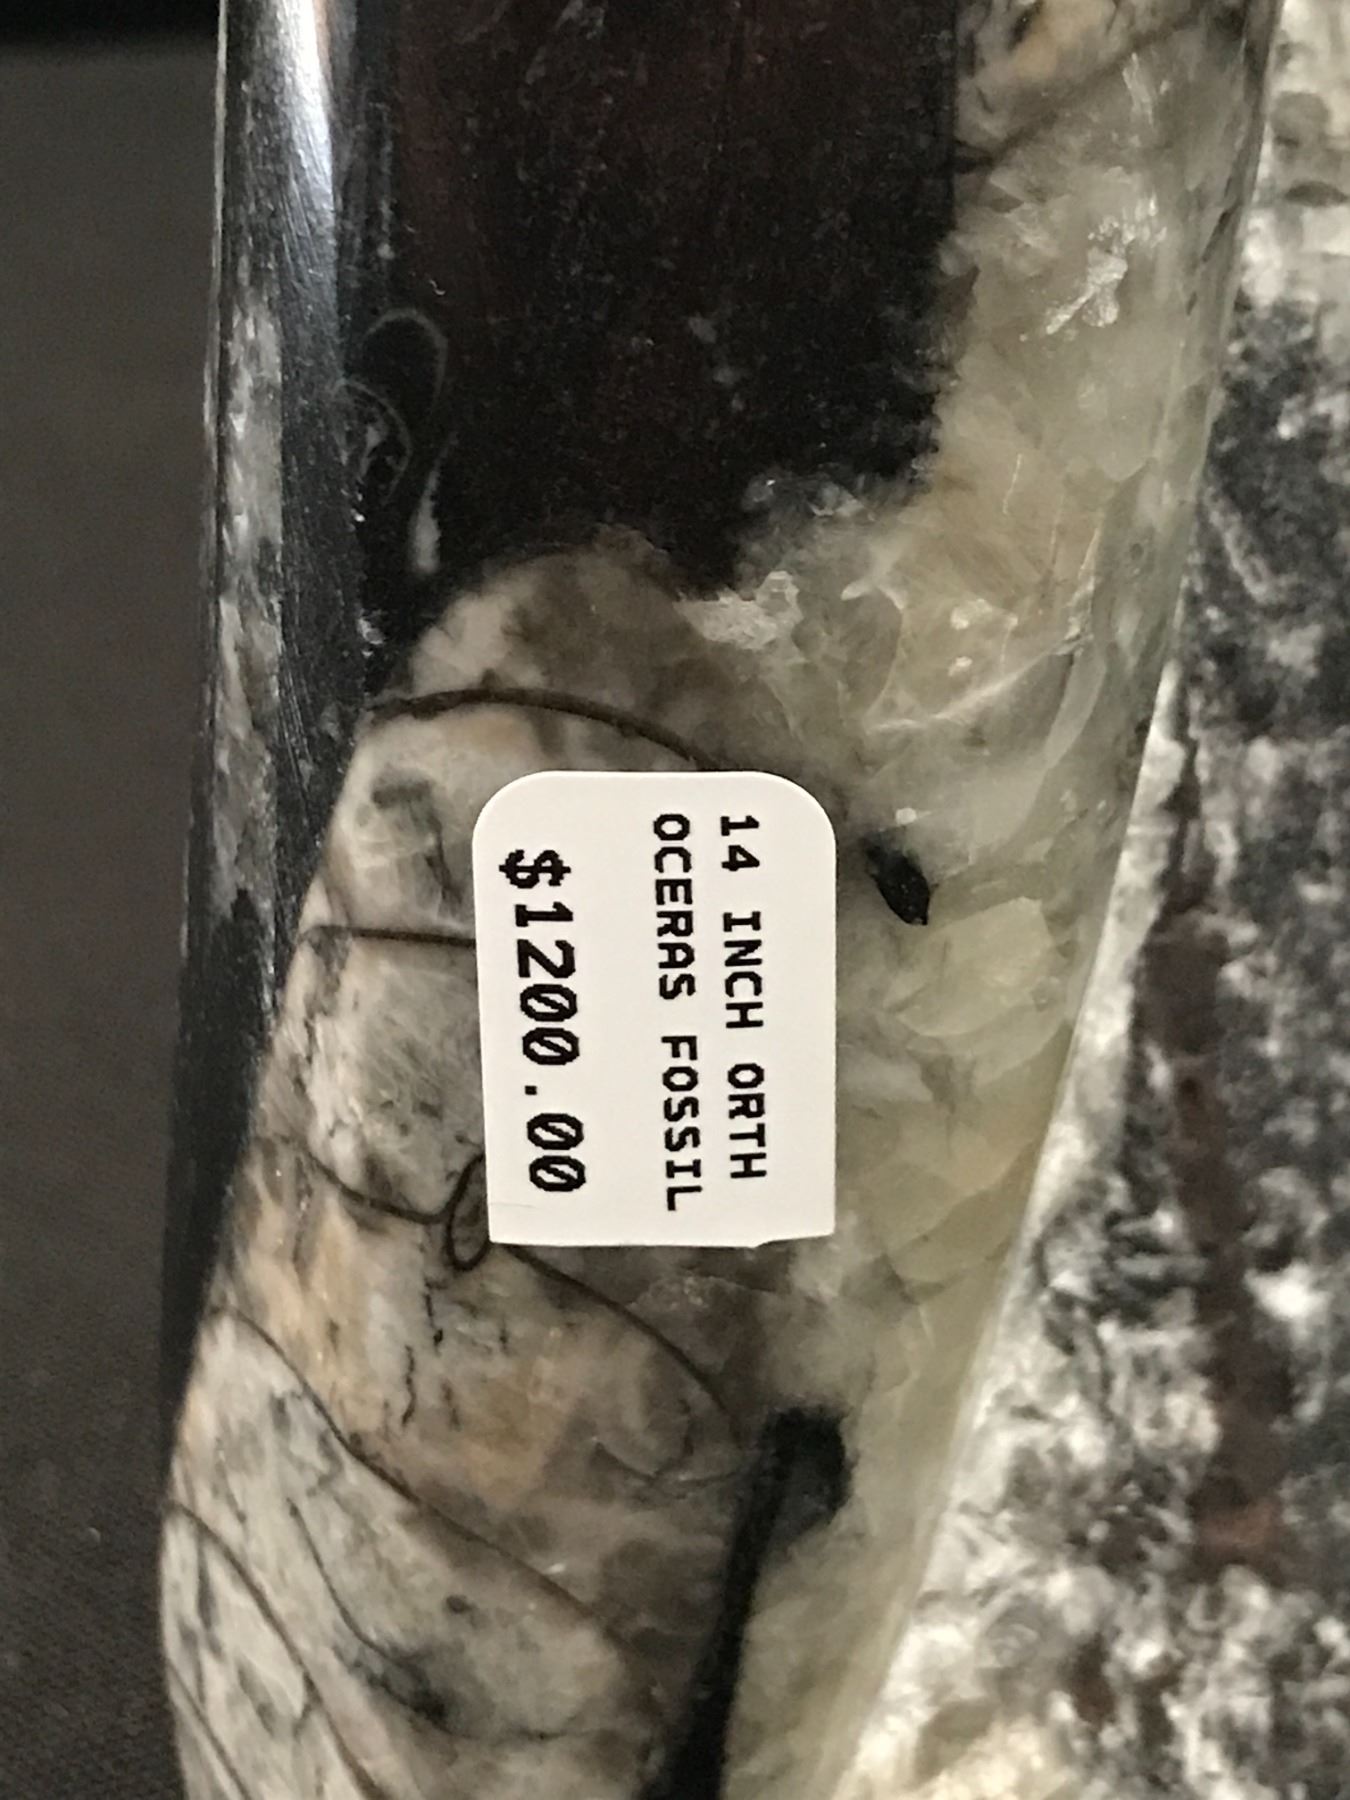 14 INCH ORTH
OCERAS FOSSIL
$1200.00